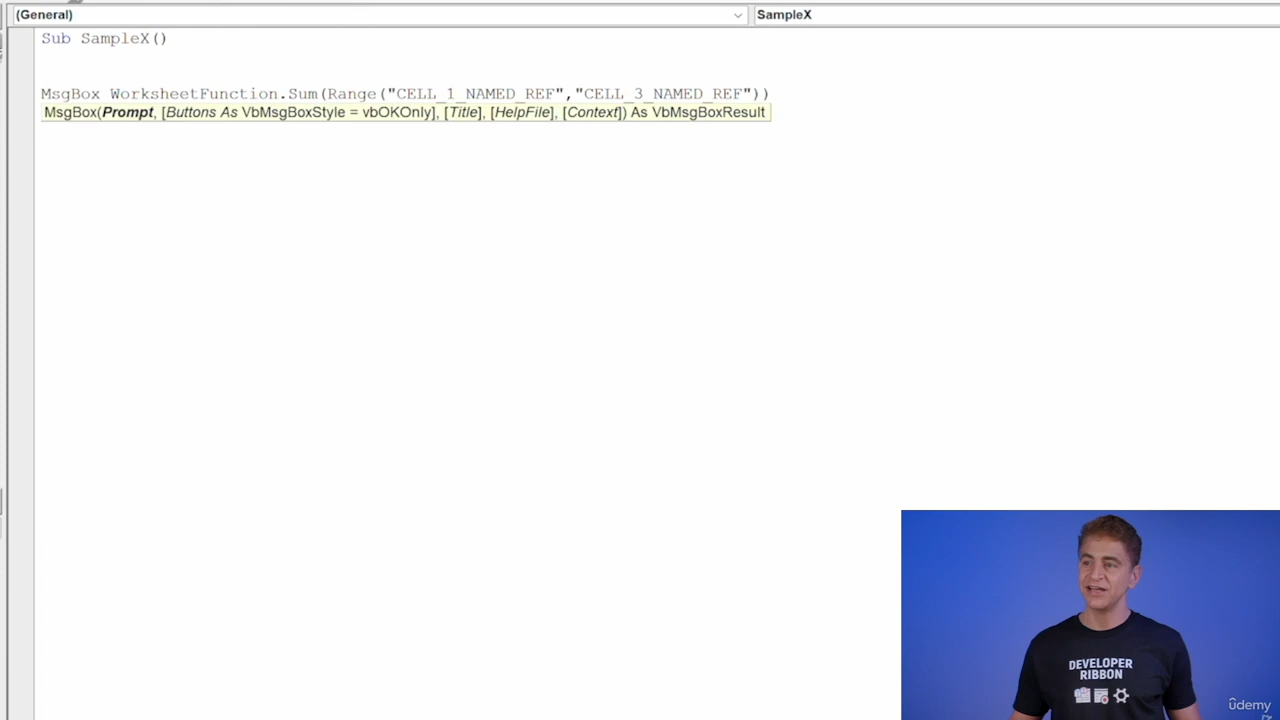 (General)
SampleX
Sub SampleX()
MsgBox WorksheetFunction.Sum(Range("CELL_1_NAMED_REF","CELL_3_NAMED_REF"))
MsgBox(Prompt, [Buttons As VbMsgBoxStyle = vbOKOnly], [Title], [HelpFile], [Context]) As VbMsgBoxResult
DEVELOPER
RIBBON
ûdemy